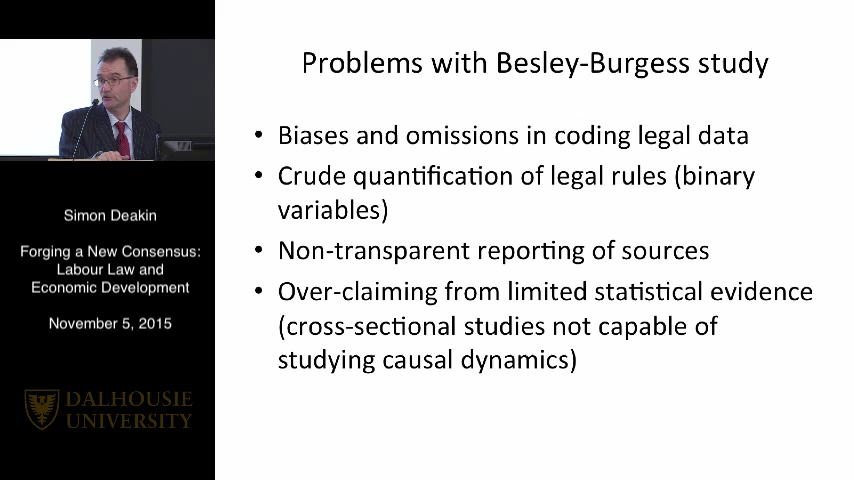 Problems with Besley-Burgess study
• Biases and omissions in coding legal data
• Crude quantification of legal rules (binary
variables)
• Non-transparent reporting of sources
• Over-claiming from limited statistical evidence
(cross-sectional studies not capable of
studying causal dynamics)
Simon Deakin
Forging a New Consensus:
Labour Law and
Economic Development
November 5, 2015
DALHOUSIE
UNIVERSITY